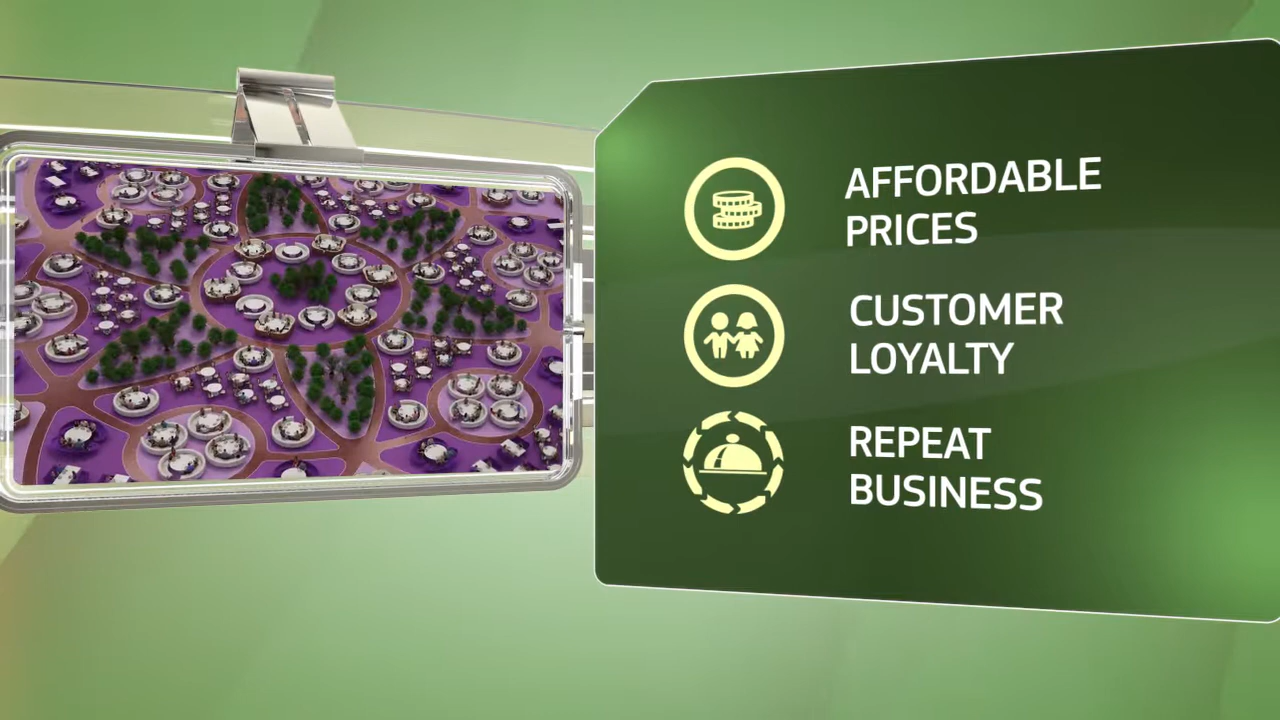 AFFORDABLE
PRICES
CUSTOMER
LOYALTY
REPEAT
BUSINESS